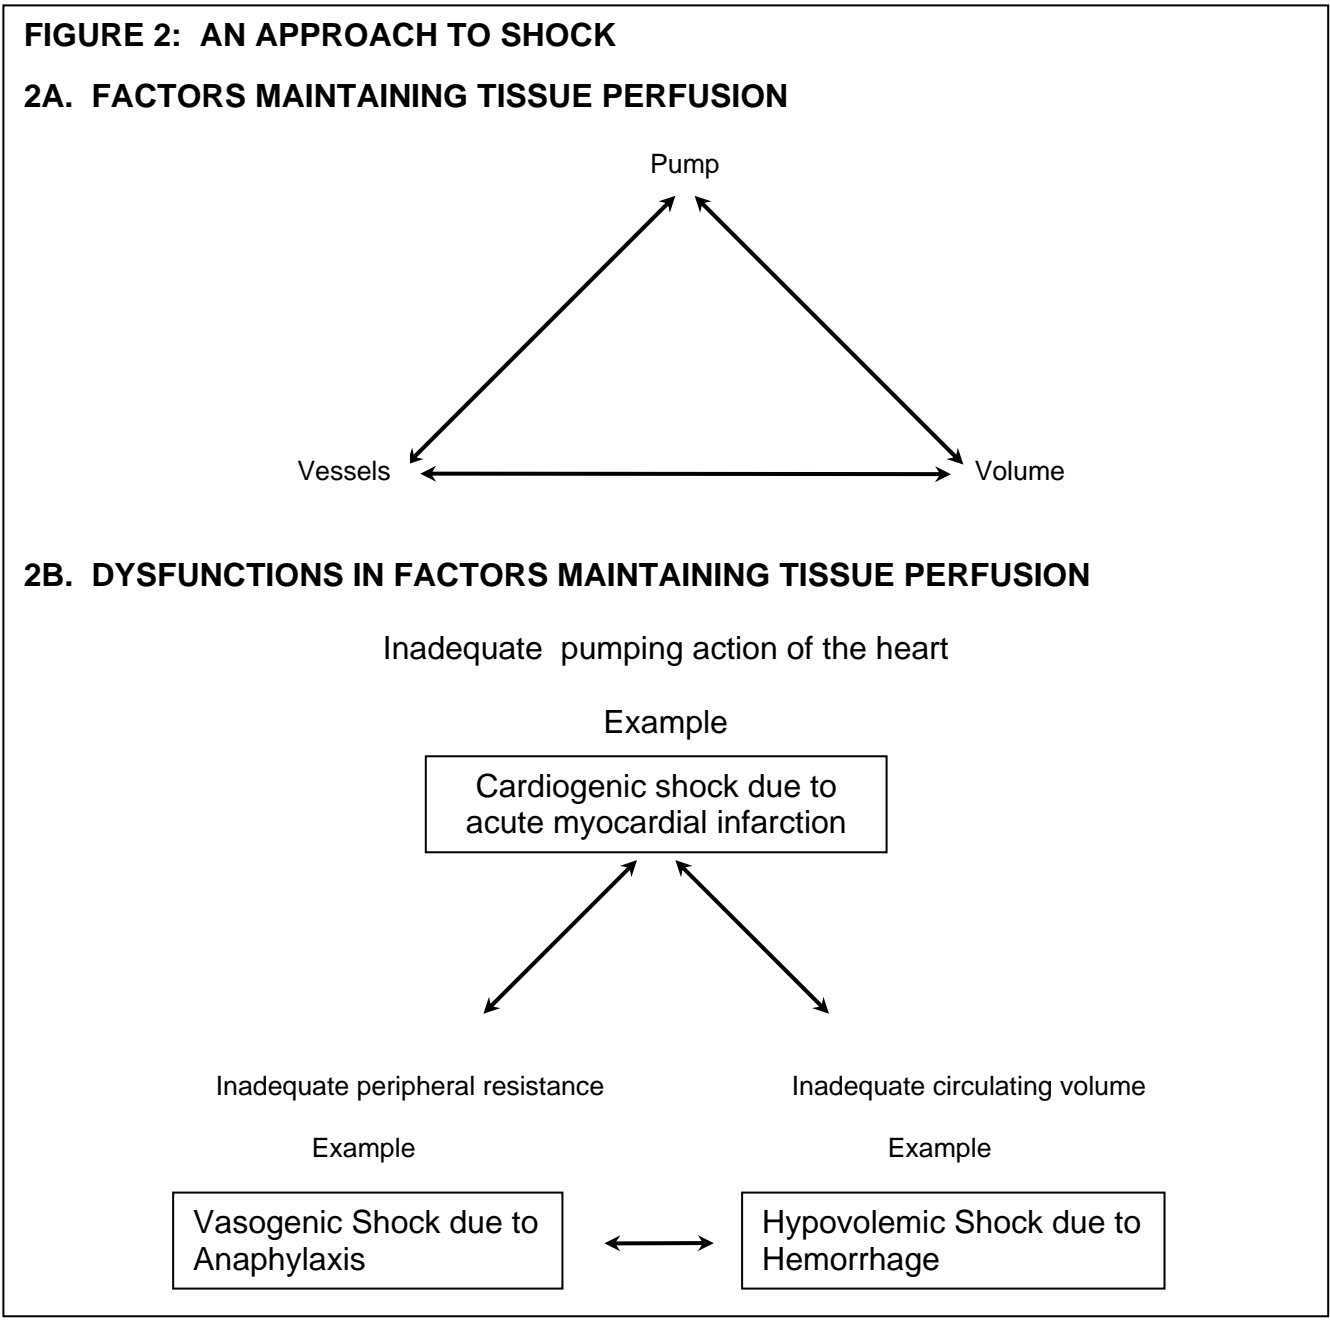 FIGURE 2: AN APPROACH TO SHOCK
2A. FACTORS MAINTAINING TISSUE PERFUSION
Pump
Vessels
Volume
2B. DYSFUNCTIONS IN FACTORS MAINTAINING TISSUE PERFUSION
Inadequate pumping action of the heart
Example
Cardiogenic shock due to
acute myocardial infarction
Inadequate peripheral resistance
Inadequate circulating volume
Example
Example
Vasogenic Shock due to
Anaphylaxis
Hypovolemic Shock due to
Hemorrhage